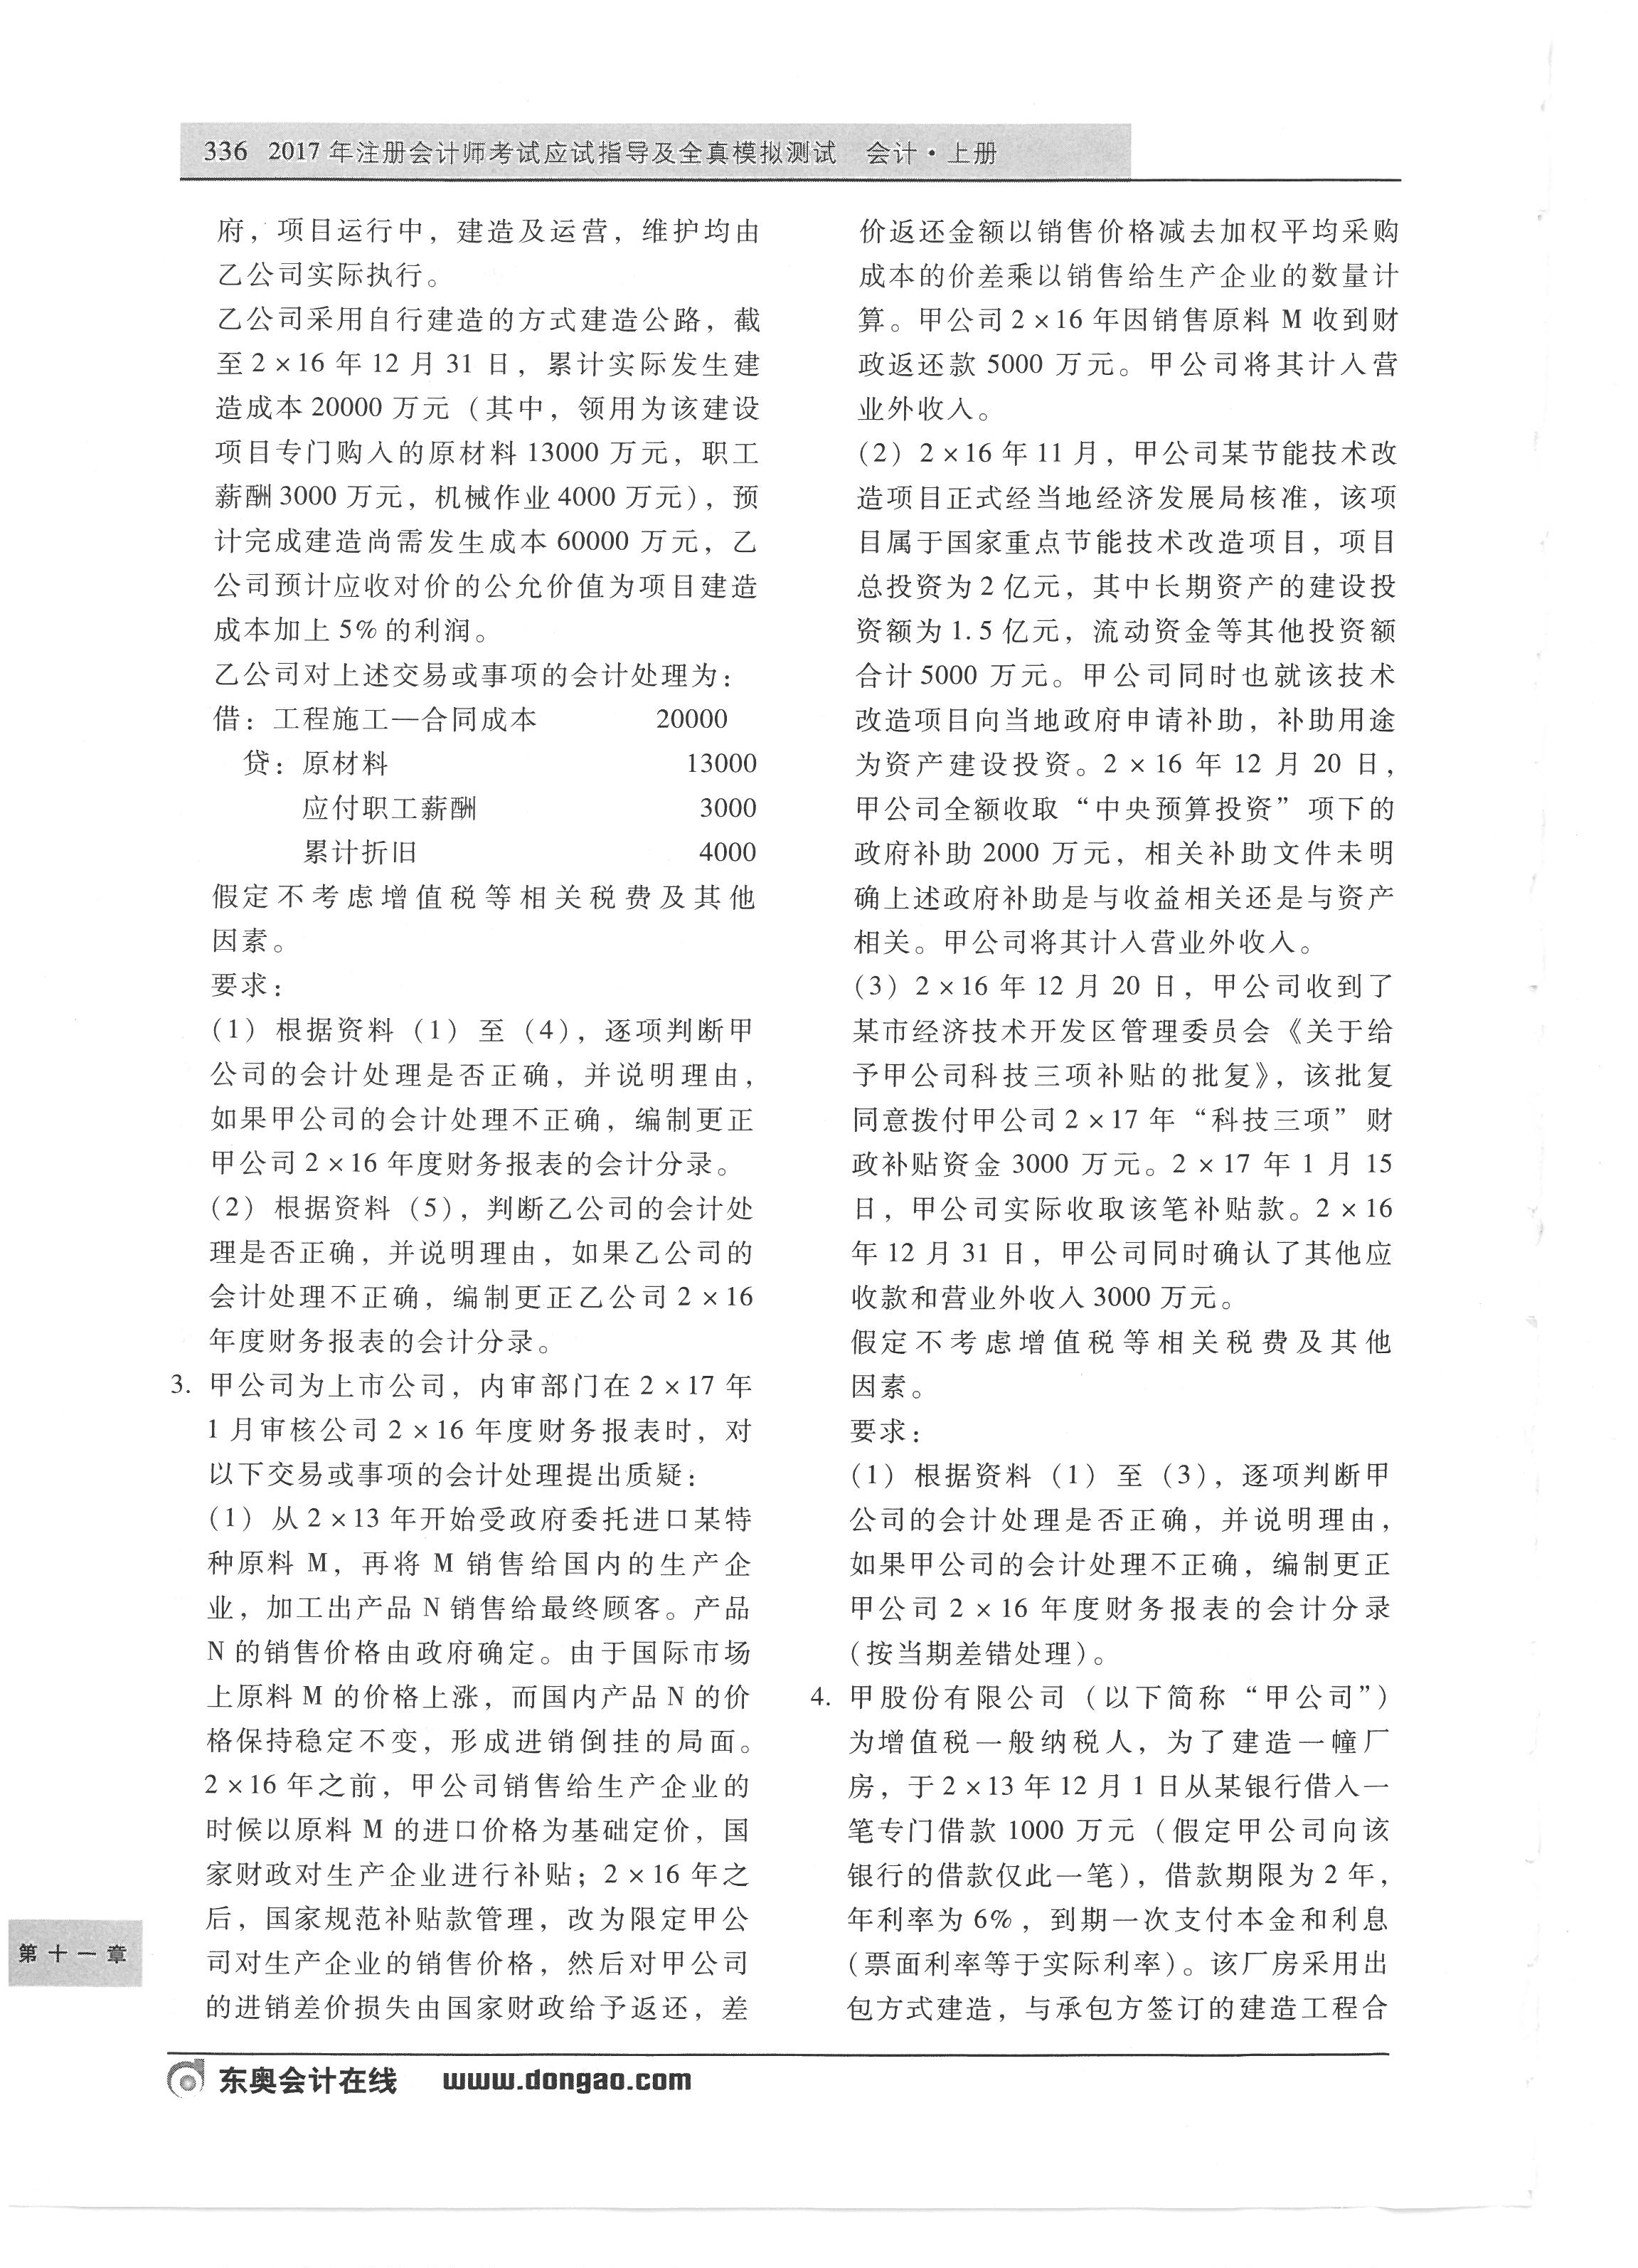 336 2017年注册会计师考试应试指导及全真模拟测试 会计·上册
府，项目运行中，建造及运营，维护均由
乙公司实际执行。
乙公司采用自行建造的方式建造公路，截
至2×16年12月31日，累计实际发生建
造成本20000万元（其中，领用为该建设
项目专门购入的原材料13000万元，职工
薪酬3000万元，机械作业4000万元），预
计完成建造尚需发生成本60000万元，乙
公司预计应收对价的公允价值为项目建造
成本加上5%的利润。
乙公司对上述交易或事项的会计处理为：
借：工程施工—合同成本 20000
贷：原材料 13000
应付职工薪酬 3000
累计折旧 4000
假定不考虑增值税等相关税费及其他
因素。
要求：
（1）根据资料（1）至（4），逐项判断甲
公司的会计处理是否正确，并说明理由，
如果甲公司的会计处理不正确，编制更正
甲公司2×16年度财务报表的会计分录。
（2）根据资料（5），判断乙公司的会计处
理是否正确，并说明理由，如果乙公司的
会计处理不正确，编制更正乙公司2×16
年度财务报表的会计分录。
3. 甲公司为上市公司，内审部门在2×17年
1月审核公司2×16年度财务报表时，对
以下交易或事项的会计处理提出质疑：
（1）从2×13年开始受政府委托进口某特
种原料M，再将M销售给国内的生产企
业，加工出产品N销售给最终顾客。产品
N的销售价格由政府确定。由于国际市场
上原料M的价格上涨，而国内产品N的价
格保持稳定不变，形成进销倒挂的局面。
2×16年之前，甲公司销售给生产企业的
时候以原料M的进口价格为基础定价，国
家财政对生产企业进行补贴；2×16年之
后，国家规范补贴款管理，改为限定甲公
司对生产企业的销售价格，然后对甲公司
的进销差价损失由国家财政给予返还，差
价返还金额以销售价格减去加权平均采购
成本的价差乘以销售给生产企业的数量计
算。甲公司2×16年因销售原料M收到财
政返还款5000万元。甲公司将其计入营
业外收入。
（2）2×16年11月，甲公司某节能技术改
造项目正式经当地经济发展局核准，该项
目属于国家重点节能技术改造项目，项目
总投资为2亿元，其中长期资产的建设投
资额为1.5亿元，流动资金等其他投资额
合计5000万元。甲公司同时也就该技术
改造项目向当地政府申请补助，补助用途
为资产建设投资。2×16年12月20日，
甲公司全额收取“中央预算投资”项下的
政府补助2000万元，相关补助文件未明
确上述政府补助是与收益相关还是与资产
相关。甲公司将其计入营业外收入。
（3）2×16年12月20日，甲公司收到了
某市经济技术开发区管理委员会《关于给
予甲公司科技三项补贴的批复》，该批复
同意拨付甲公司2×17年“科技三项”财
政补贴资金3000万元。2×17年1月15
日，甲公司实际收取该笔补贴款。2×16
年12月31日，甲公司同时确认了其他应
收款和营业外收入3000万元。
假定不考虑增值税等相关税费及其他
因素。
要求：
（1）根据资料（1）至（3），逐项判断甲
公司的会计处理是否正确，并说明理由，
如果甲公司的会计处理不正确，编制更正
甲公司2×16年度财务报表的会计分录
（按当期差错处理）。
4. 甲股份有限公司（以下简称“甲公司”）
为增值税一般纳税人，为了建造一幢厂
房，于2×13年12月1日从某银行借入一
笔专门借款1000万元（假定甲公司向该
银行的借款仅此一笔），借款期限为2年，
年利率为6%，到期一次支付本金和利息
（票面利率等于实际利率）。该厂房采用出
包方式建造，与承包方签订的建造工程合
第十一章
东奥会计在线 www.dongao.com